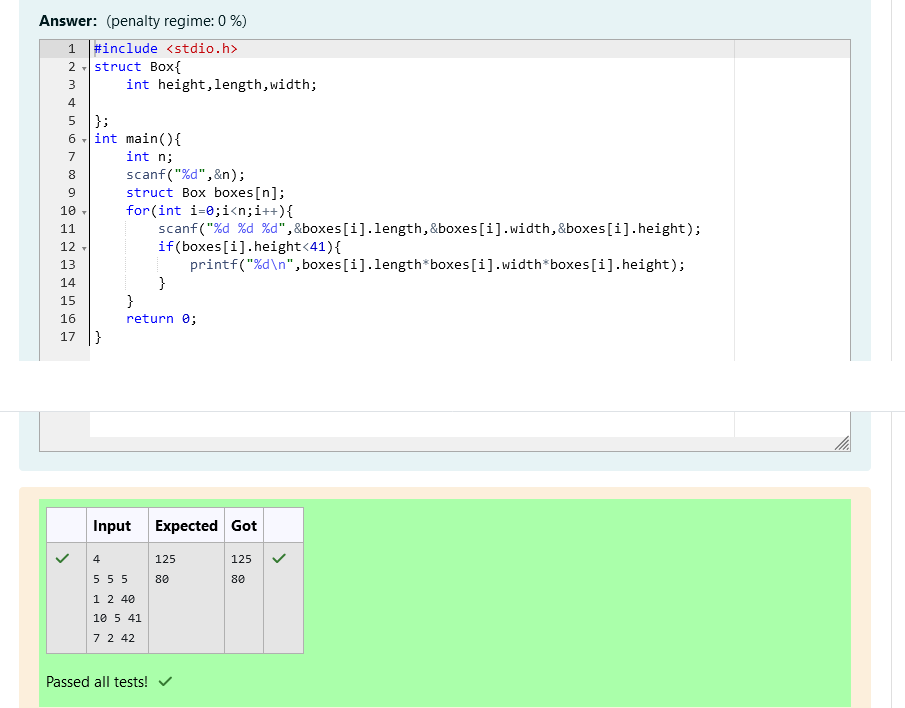 Answer: (penalty regime: 0 %)
1 #include <stdio.h>
2 struct Box{
3     int height,length,width;
4
5 };
6 int main(){
7     int n;
8     scanf("%d",&n);
9     struct Box boxes[n];
10     for(int i=0;i<n;i++){
11         scanf("%d %d %d",&boxes[i].length,&boxes[i].width,&boxes[i].height);
12         if(boxes[i].height<41){
13             printf("%d\n",boxes[i].length*boxes[i].width*boxes[i].height);
14         }
15     }
16     return 0;
17 }
Input Expected Got
4 125 125
5 5 5 80 80
1 2 40
10 5 41
7 2 42
Passed all tests!